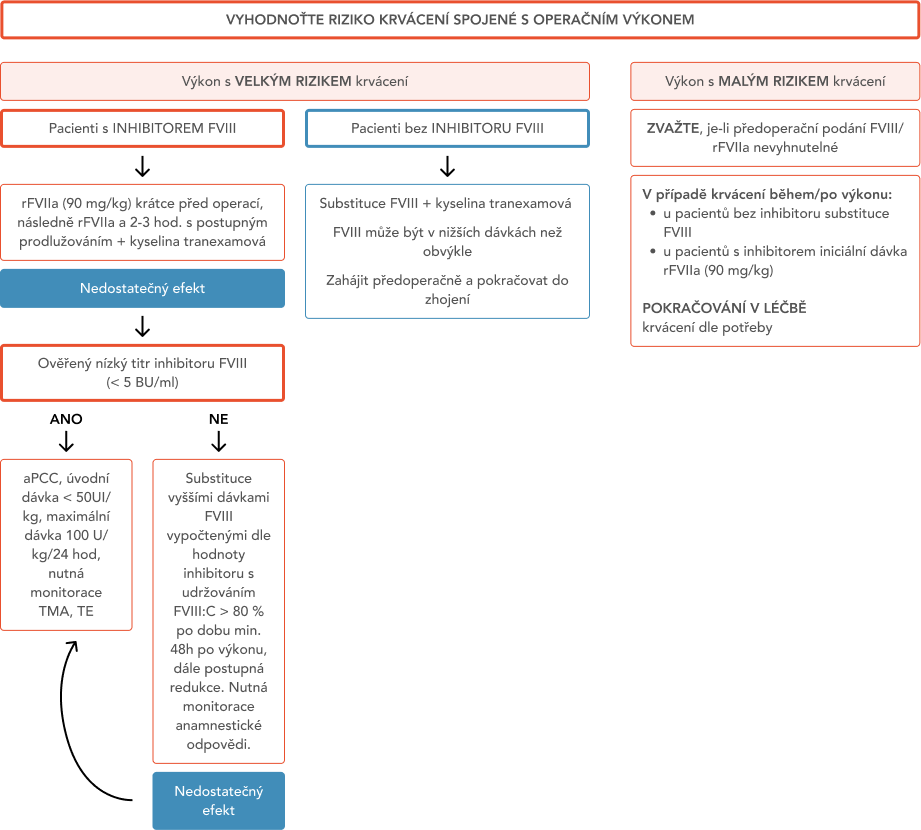 VYHODNOŤTE RIZIKO KRVÁCENÍ SPOJENÉ S OPERAČNÍM VÝKONEM
Výkon s VELKÝM RIZIKEM krvácení
Pacienti s INHIBITOREM FVIII
rFVIIa (90 mg/kg) krátce před operací,
následně rFVIIa a 2-3 hod. s postupným
prodlužováním + kyselina tranexamová
Nedostatečný efekt
Ověřený nízký titr inhibitoru FVIII
(< 5 BU/ml)
ANO
aPCC, úvodní
dávka < 50UI/
kg, maximální
dávka 100 U/
kg/24 hod,
nutná
monitorace
TMA, TE
NE
Substituce
vyššími dávkami
FVIII
vypočtenými dle
hodnoty
inhibitoru s
udržováním
FVIII:C > 80 %
po dobu min.
48h po výkonu,
dále postupná
redukce. Nutná
monitorace
anamnestické
odpovědi.
Nedostatečný
efekt
Pacienti bez INHIBITORU FVIII
Substituce FVIII + kyselina tranexamová
FVIII může být v nižších dávkách než
obvýkle
Zahájit předoperačně a pokračovat do
zhojení
Výkon s MALÝM RIZIKEM krvácení
ZVAŽTE, je-li předoperační podání FVIII/
rFVIIa nevyhnutelné
V případě krvácení během/po výkonu:
• u pacientů bez inhibitoru substituce
FVIII
• u pacientů s inhibitorem iniciální dávka
rFVIIa (90 mg/kg)
POKRAČOVÁNÍ V LÉČBĚ
krvácení dle potřeby